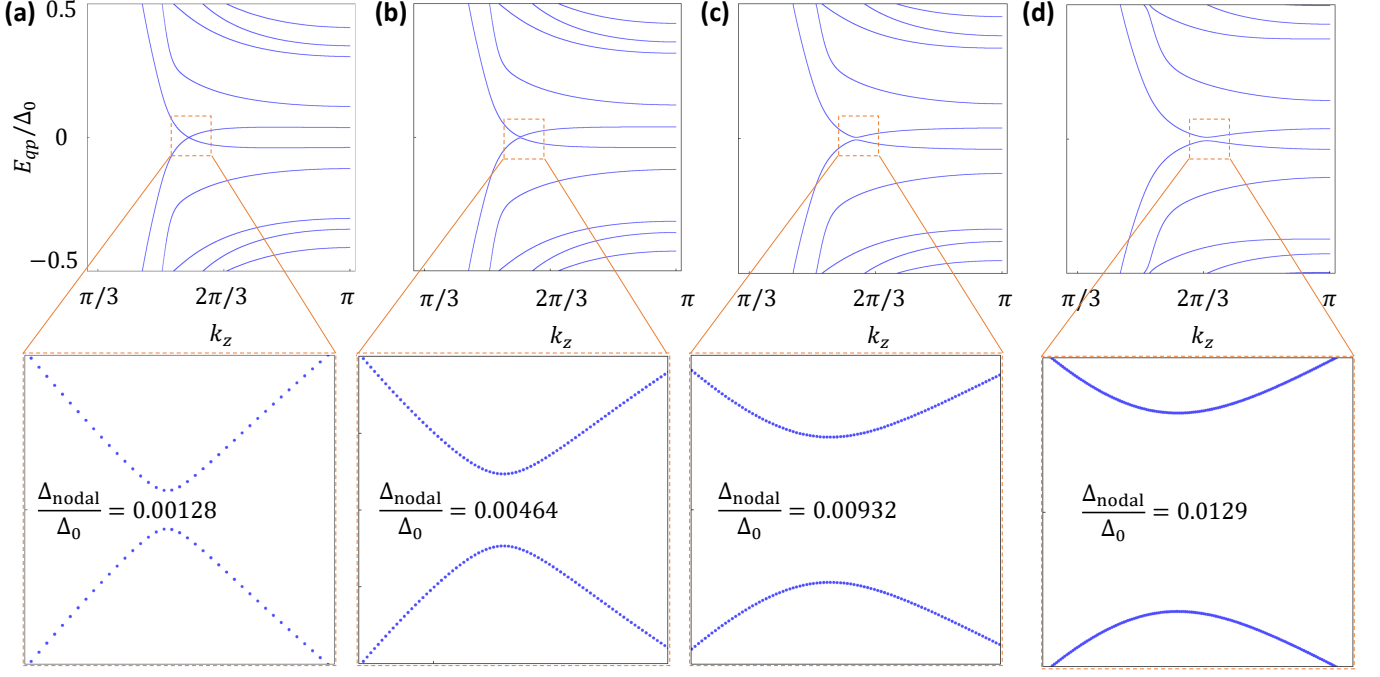 (a) (b) (c) (d)
0.5
E_qp/Δ_0
0
−0.5
π/3 2π/3 π π/3 2π/3 π π/3 2π/3 π π/3 2π/3 π
k_z k_z k_z k_z
Δ_nodal/Δ_0 = 0.00128
Δ_nodal/Δ_0 = 0.00464
Δ_nodal/Δ_0 = 0.00932
Δ_nodal/Δ_0 = 0.0129